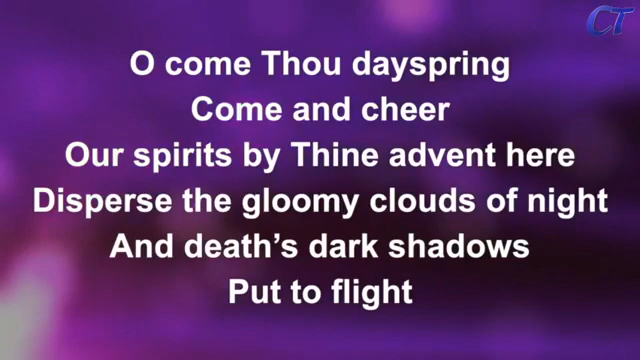 CT
O come Thou dayspring
Come and cheer
Our spirits by Thine advent here
Disperse the gloomy clouds of night
And death's dark shadows
Put to flight